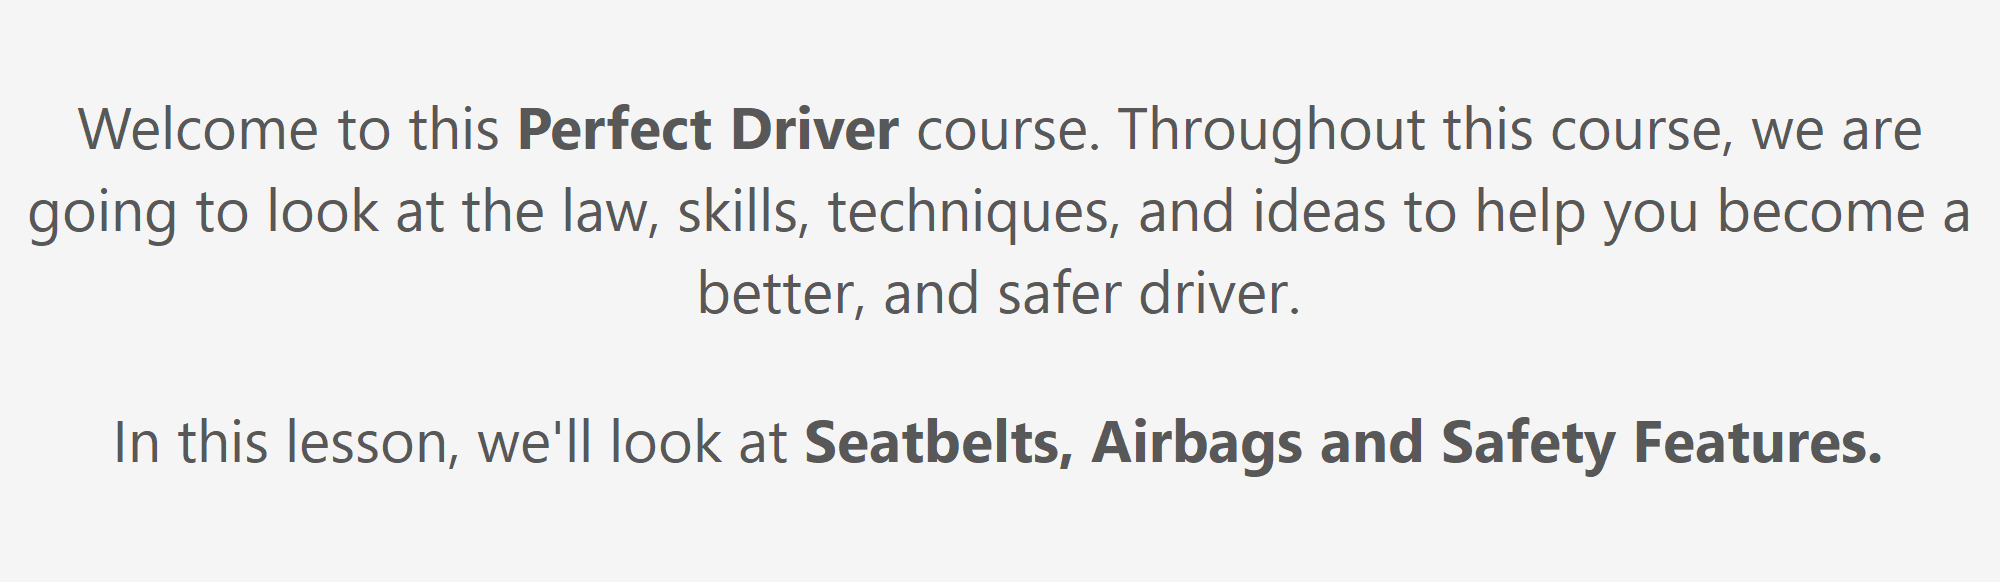 Welcome to this Perfect Driver course. Throughout this course, we are
going to look at the law, skills, techniques, and ideas to help you become a
better, and safer driver.
In this lesson, we'll look at Seatbelts, Airbags and Safety Features.